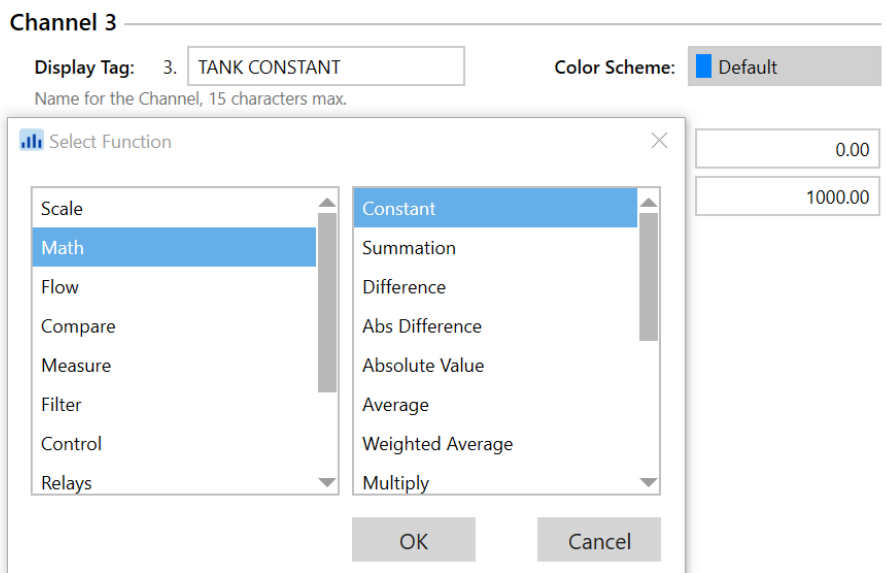 Channel 3
Display Tag: 3. TANK CONSTANT Color Scheme: Default
Name for the Channel, 15 characters max.
Select Function
0.00
1000.00
Scale
Math
Flow
Compare
Measure
Filter
Control
Relays
Constant
Summation
Difference
Abs Difference
Absolute Value
Average
Weighted Average
Multiply
OK Cancel